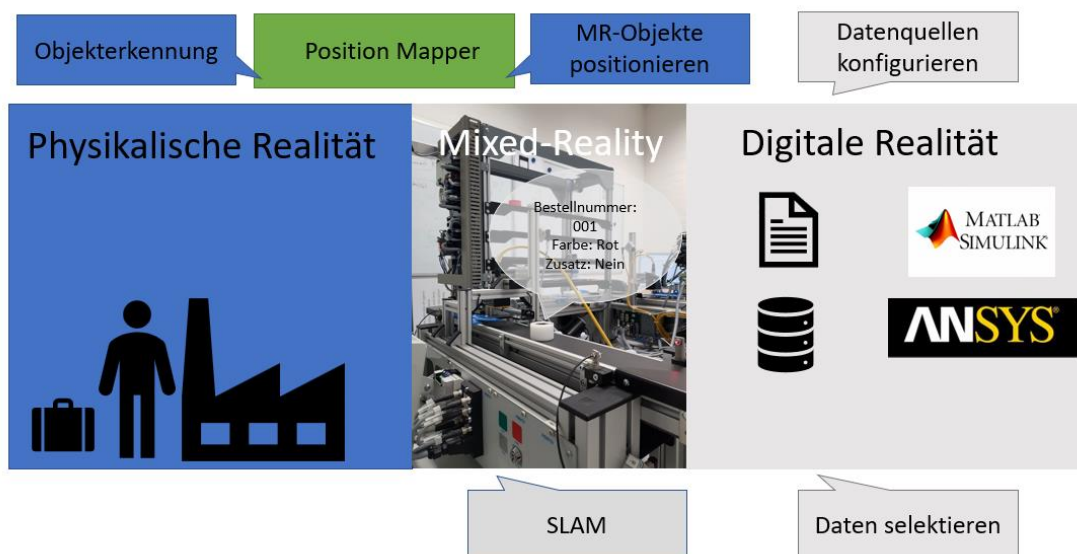 Objekterkennung
Position Mapper
MR-Objekte
positionieren
Datenquellen
konfigurieren
Physikalische Realität
Mixed-Reality
Digitale Realität
Bestellnummer:
001
Farbe: Rot
Zusatz: Nein
MATLAB
SIMULINK®
ANSYS®
SLAM
Daten selektieren